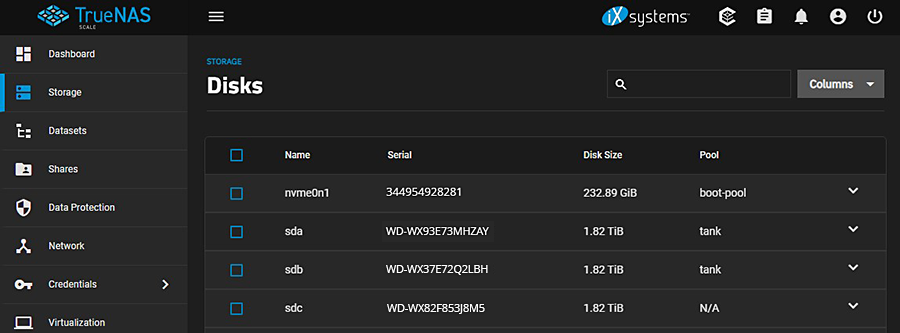 TrueNAS
SCALE
iXsystems™
Dashboard
Storage
Datasets
Shares
Data Protection
Network
Credentials
Virtualization
STORAGE
Disks
Columns
Name Serial Disk Size Pool
nvme0n1 344954928281 232.89 GiB boot-pool
sda WD-WX93E73MHZAY 1.82 TiB tank
sdb WD-WX37E72Q2LBH 1.82 TiB tank
sdc WD-WX82F853J8M5 1.82 TiB N/A